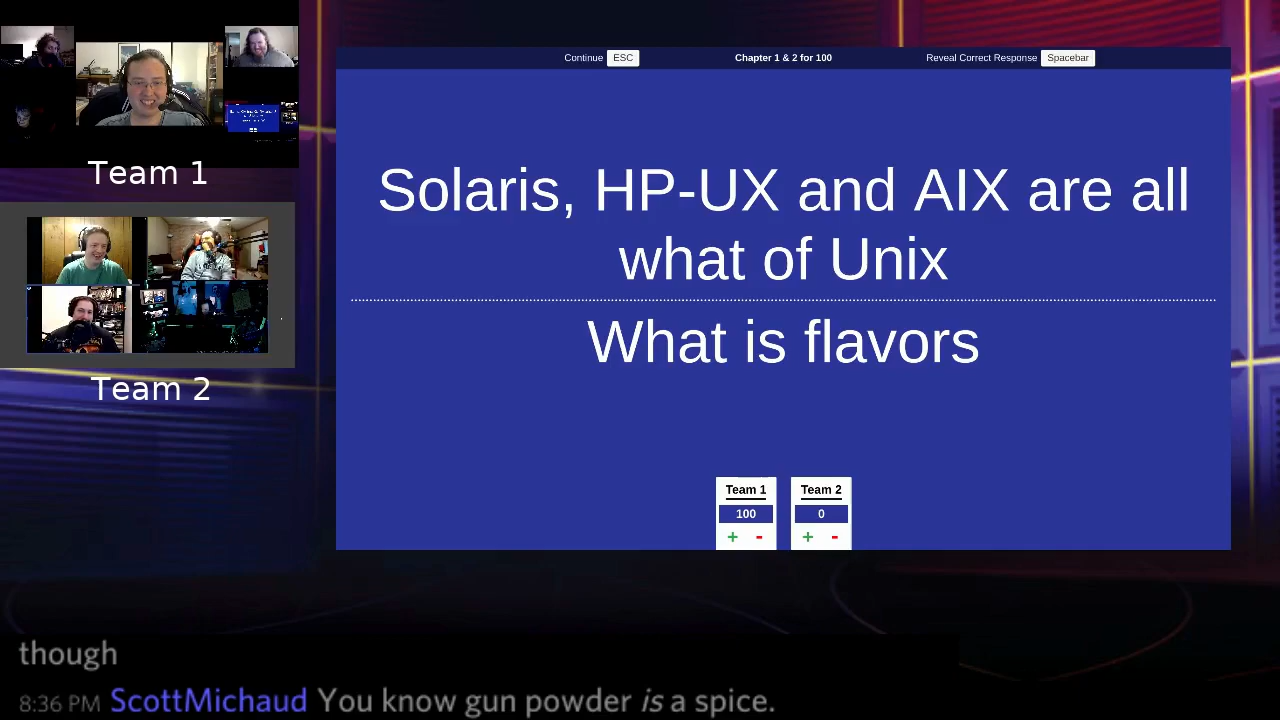 Continue ESC
Chapter 1 & 2 for 100
Reveal Correct Response Spacebar
Team 1
Team 2
Solaris, HP-UX and AIX are all
what of Unix
What is flavors
Team 1
100
+ -
Team 2
0
+ -
though
8:36 PM ScottMichaud You know gun powder is a spice.